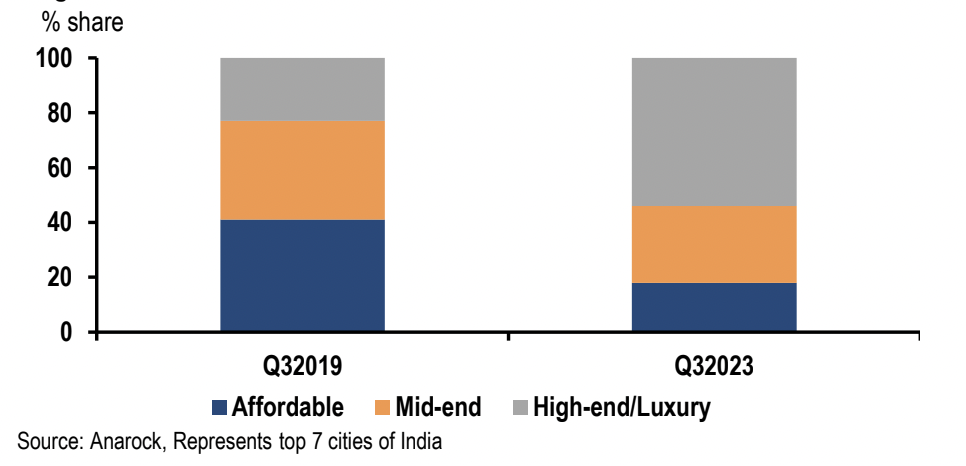 % share
100
80
60
40
20
0
Q32019 Q32023
Affordable Mid-end High-end/Luxury
Source: Anarock, Represents top 7 cities of India